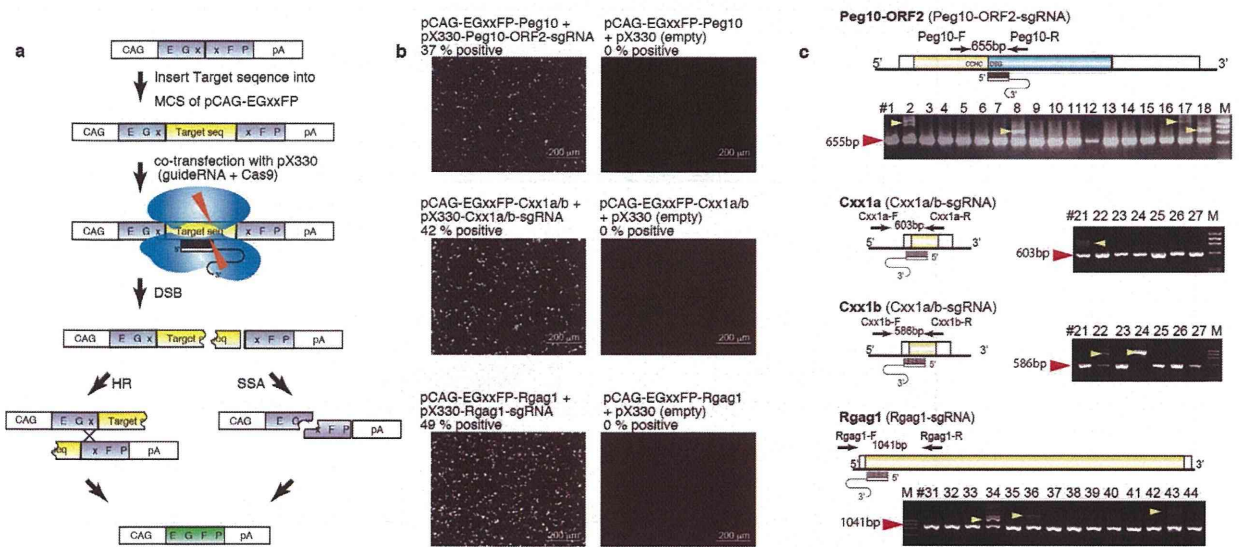 a
CAG E G x x F P pA
Insert Target seqence into
MCS of pCAG-EGxxFP
CAG E G x Target seq x F P pA
co-transfection with pX330
(guideRNA + Cas9)
CAG E G x Target seq x F P pA
5'
3'
DSB
CAG E G x Target x F P pA
HR SSA
CAG E G x Target
x F P pA
CAG E G
x F P pA
CAG E G F P pA
b
pCAG-EGxxFP-Peg10 +
pX330-Peg10-ORF2-sgRNA
37 % positive
200 μm
pCAG-EGxxFP-Peg10
+ pX330 (empty)
0 % positive
200 μm
pCAG-EGxxFP-Cxx1a/b +
pX330-Cxx1a/b-sgRNA
42 % positive
200 μm
pCAG-EGxxFP-Cxx1a/b
+ pX330 (empty)
0 % positive
200 μm
pCAG-EGxxFP-Rgag1 +
pX330-Rgag1-sgRNA
49 % positive
200 μm
pCAG-EGxxFP-Rgag1
+ pX330 (empty)
0 % positive
200 μm
c
Peg10-ORF2 (Peg10-ORF2-sgRNA)
Peg10-F Peg10-R
655bp
5' CCHC DSG 3'
5'
3'
#1 2 3 4 5 6 7 8 9 10 11 12 13 14 15 16 17 18 M
655bp
Cxx1a (Cxx1a/b-sgRNA)
Cxx1a-F Cxx1a-R
603bp
5' 3'
5'
3'
#21 22 23 24 25 26 27 M
603bp
Cxx1b (Cxx1a/b-sgRNA)
Cxx1b-F Cxx1b-R
586bp
5' 3'
5'
3'
#21 22 23 24 25 26 27 M
586bp
Rgag1 (Rgag1-sgRNA)
Rgag1-F 1041bp Rgag1-R
5' 3'
5'
3'
M #31 32 33 34 35 36 37 38 39 40 41 42 43 44
1041bp